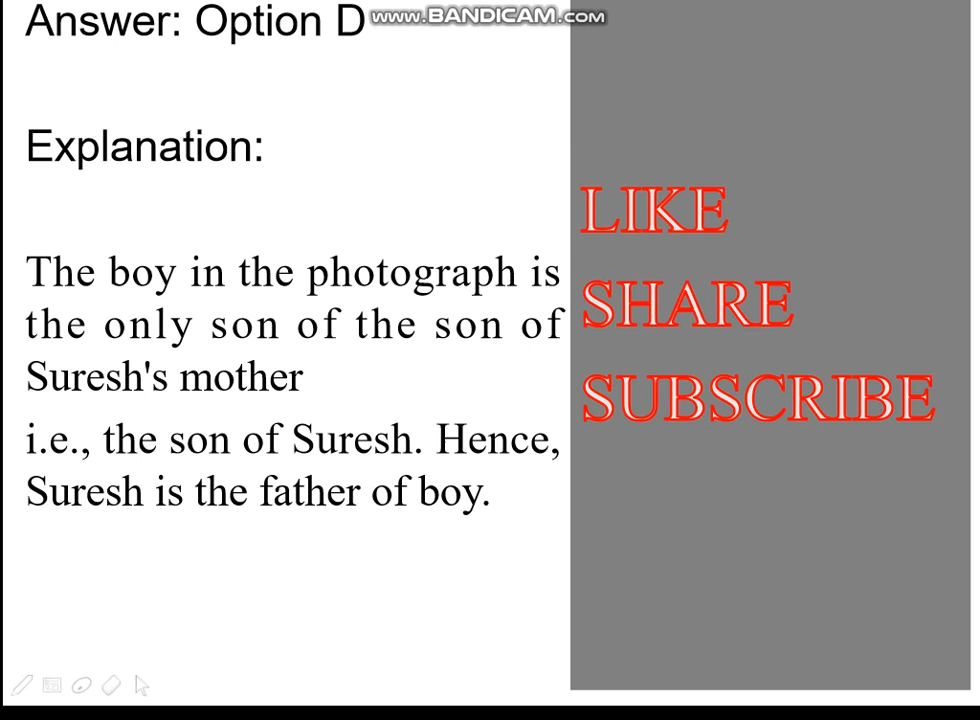 Answer: Option D
www.BANDICAM.com
Explanation:
The boy in the photograph is
the only son of the son of
Suresh's mother
i.e., the son of Suresh. Hence,
Suresh is the father of boy.
LIKE
SHARE
SUBSCRIBE